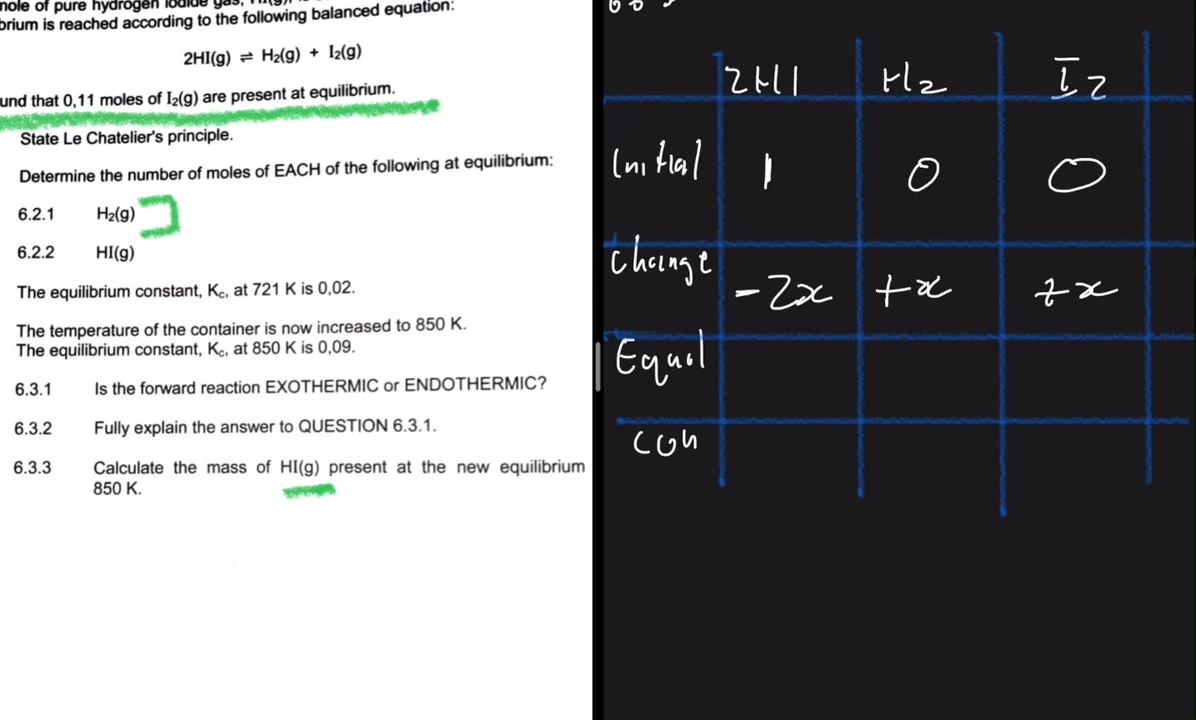 mole of pure hydrogen iodide gas,
brium is reached according to the following balanced equation:
2HI(g) ⇌ H₂(g) + I₂(g)
und that 0,11 moles of I₂(g) are present at equilibrium.
State Le Chatelier's principle.
Determine the number of moles of EACH of the following at equilibrium:
6.2.1 H₂(g)
6.2.2 HI(g)
The equilibrium constant, Kc, at 721 K is 0,02.
The temperature of the container is now increased to 850 K.
The equilibrium constant, Kc, at 850 K is 0,09.
6.3.1 Is the forward reaction EXOTHERMIC or ENDOTHERMIC?
6.3.2 Fully explain the answer to QUESTION 6.3.1.
6.3.3 Calculate the mass of HI(g) present at the new equilibrium
850 K.
2HI H2 I2
Initial 1 0 0
Change -2x +x +x
Equil
con